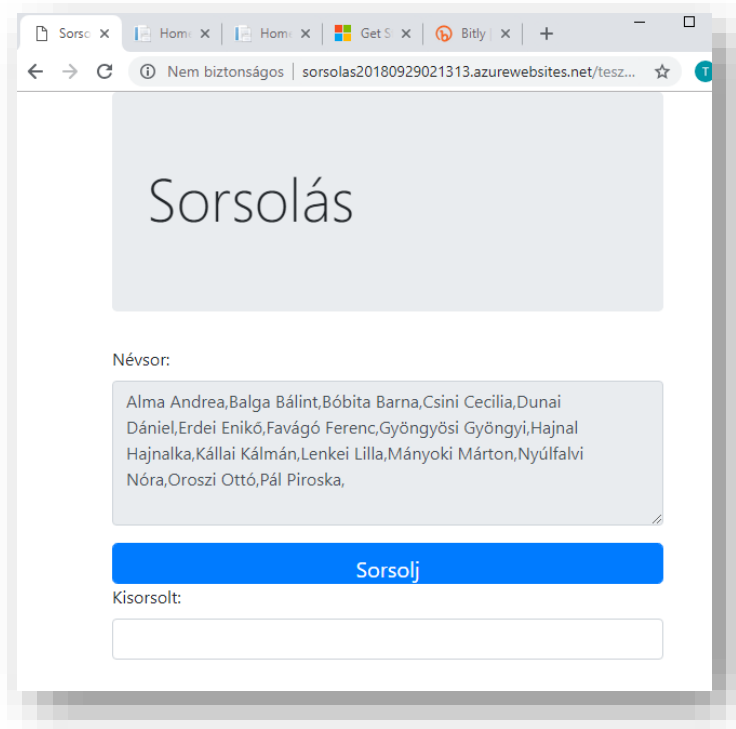 Sorso
Home
Home
Get S
Bitly |
Nem biztonságos | sorsolas20180929021313.azurewebsites.net/tesz...
T
Sorsolás
Névsor:
Alma Andrea,Balga Bálint,Bóbita Barna,Csini Cecilia,Dunai
Dániel,Erdei Enikő,Favágó Ferenc,Gyöngyösi Gyöngyi,Hajnal
Hajnalka,Kállai Kálmán,Lenkei Lilla,Mányoki Márton,Nyúlfalvi
Nóra,Oroszi Ottó,Pál Piroska,
Sorsolj
Kisorsolt: